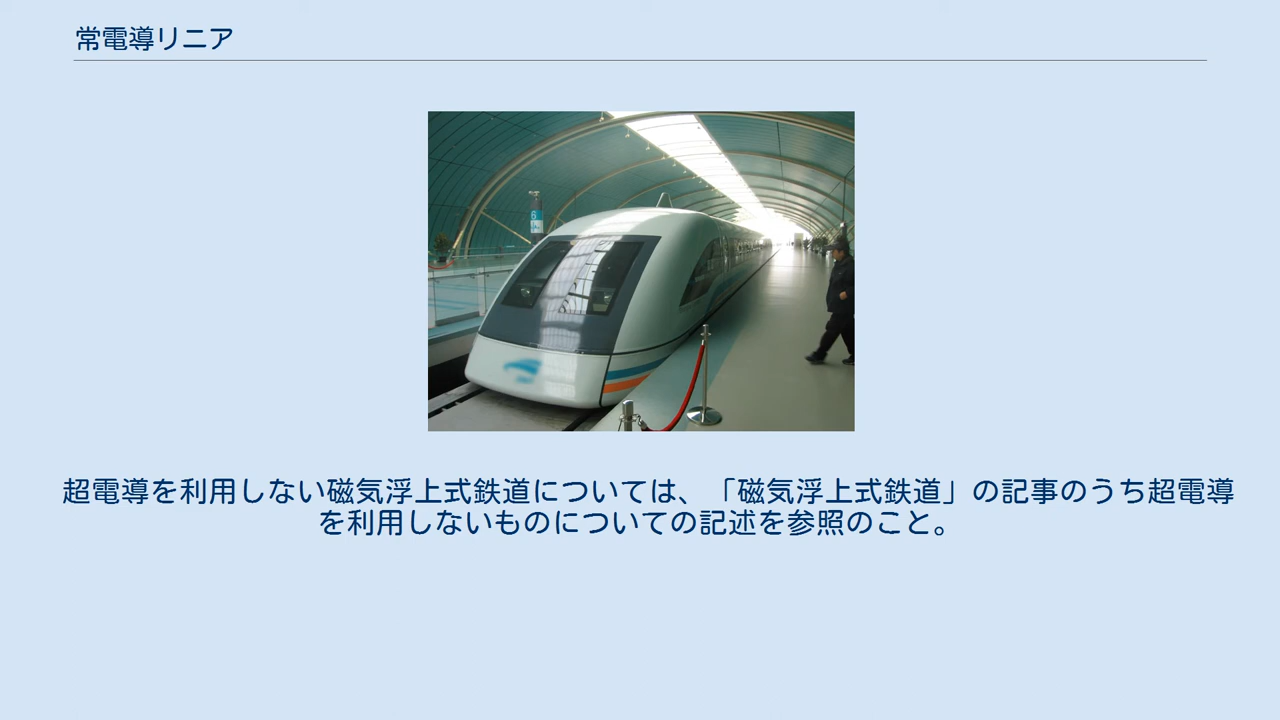 常電導リニア
6
超電導を利用しない磁気浮上式鉄道については、「磁気浮上式鉄道」の記事のうち超電導
を利用しないものについての記述を参照のこと。